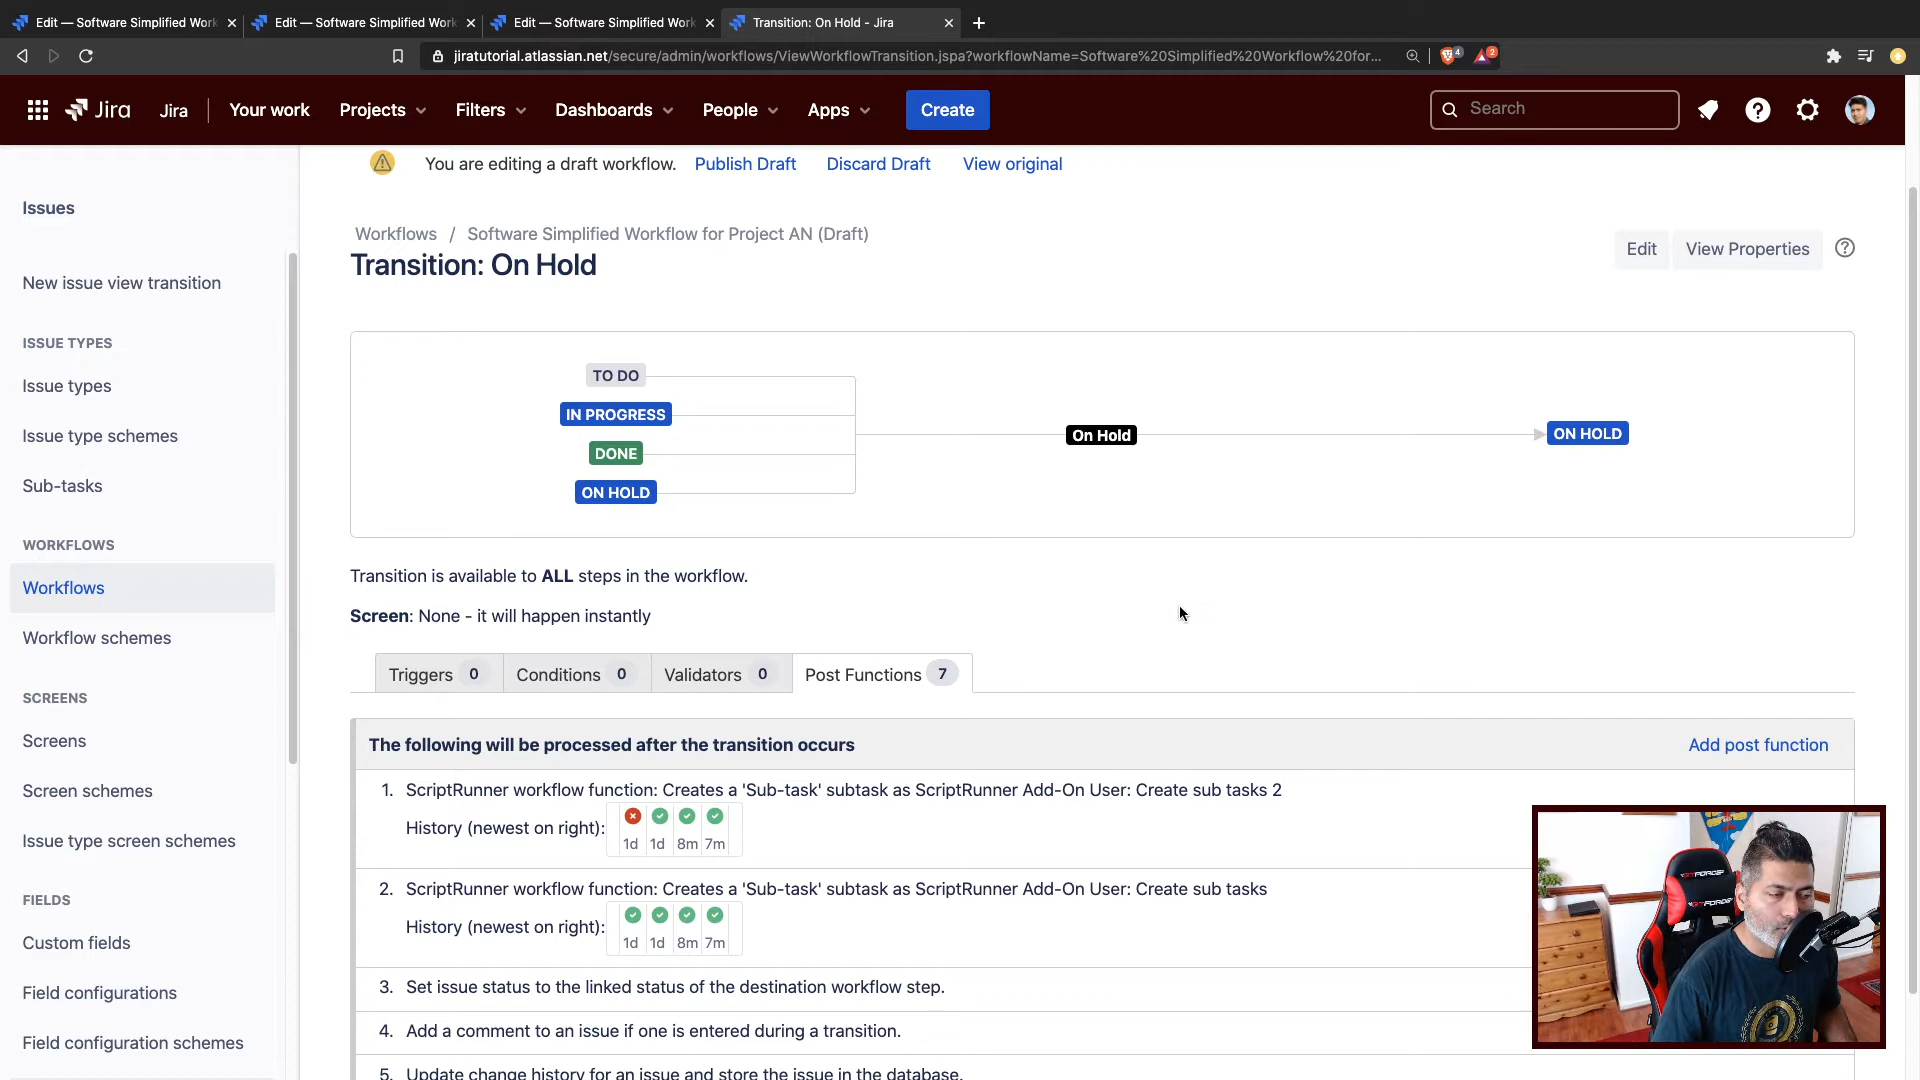 Edit — Software Simplified Work
Edit — Software Simplified Work
Edit — Software Simplified Work
Transition: On Hold - Jira
jiratutorial.atlassian.net/secure/admin/workflows/ViewWorkflowTransition.jspa?workflowName=Software%20Simplified%20Workflow%20for...
4
2
Jira
Jira
Your work
Projects
Filters
Dashboards
People
Apps
Create
Search
You are editing a draft workflow. Publish Draft Discard Draft View original
Issues
New issue view transition
ISSUE TYPES
Issue types
Issue type schemes
Sub-tasks
WORKFLOWS
Workflows
Workflow schemes
SCREENS
Screens
Screen schemes
Issue type screen schemes
FIELDS
Custom fields
Field configurations
Field configuration schemes
Workflows / Software Simplified Workflow for Project AN (Draft)
Transition: On Hold
Edit
View Properties
TO DO
IN PROGRESS
DONE
ON HOLD
On Hold
ON HOLD
Transition is available to ALL steps in the workflow.
Screen: None - it will happen instantly
Triggers 0
Conditions 0
Validators 0
Post Functions 7
The following will be processed after the transition occurs
Add post function
1. ScriptRunner workflow function: Creates a 'Sub-task' subtask as ScriptRunner Add-On User: Create sub tasks 2
History (newest on right):
1d 1d 8m 7m
2. ScriptRunner workflow function: Creates a 'Sub-task' subtask as ScriptRunner Add-On User: Create sub tasks
History (newest on right):
1d 1d 8m 7m
3. Set issue status to the linked status of the destination workflow step.
4. Add a comment to an issue if one is entered during a transition.
5. Update change history for an issue and store the issue in the database.